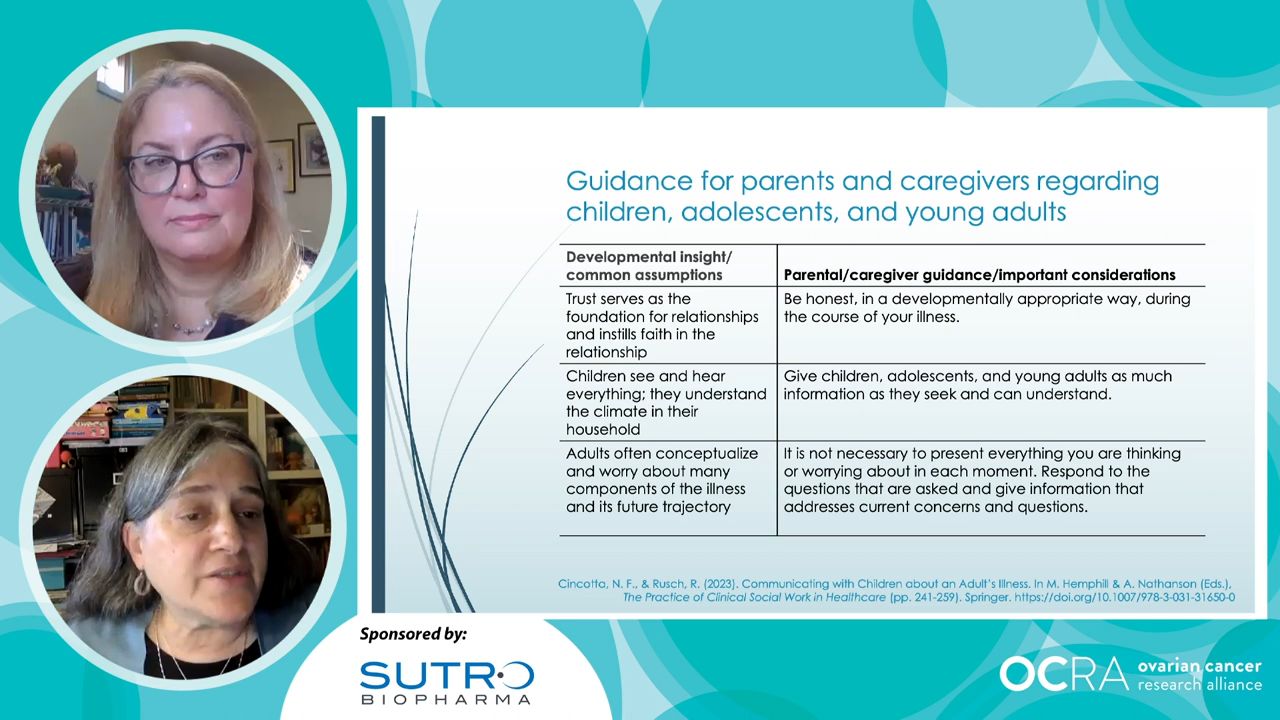 Guidance for parents and caregivers regarding
children, adolescents, and young adults
Developmental insight/
common assumptions
Parental/caregiver guidance/important considerations
Trust serves as the
foundation for relationships
and instills faith in the
relationship
Be honest, in a developmentally appropriate way, during
the course of your illness.
Children see and hear
everything; they understand
the climate in their
household
Give children, adolescents, and young adults as much
information as they seek and can understand.
Adults often conceptualize
and worry about many
components of the illness
and its future trajectory
It is not necessary to present everything you are thinking
or worrying about in each moment. Respond to the
questions that are asked and give information that
addresses current concerns and questions.
Cincotta, N. F., & Rusch, R. (2023). Communicating with Children about an Adult's Illness. In M. Hemphill & A. Nathanson (Eds.),
The Practice of Clinical Social Work in Healthcare (pp. 241-259). Springer. https://doi.org/10.1007/978-3-031-31650-0
Sponsored by:
SUTRO
BIOPHARMA
OCRA
ovarian cancer
research alliance